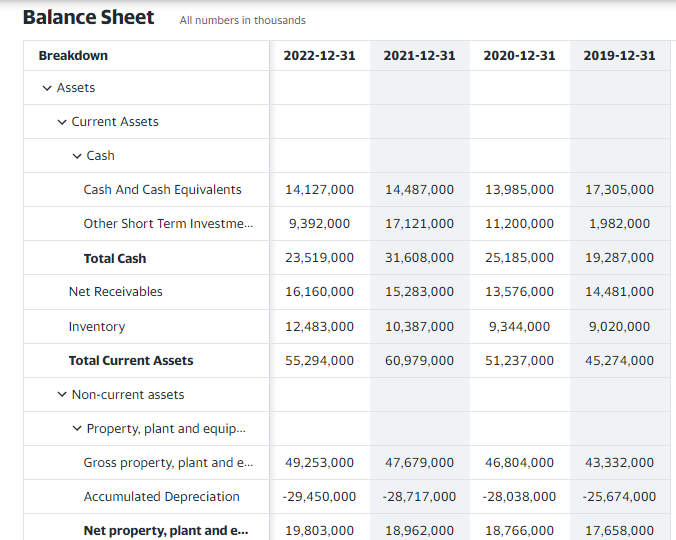 Balance Sheet All numbers in thousands
Breakdown 2022-12-31 2021-12-31 2020-12-31 2019-12-31
Assets
Current Assets
Cash
Cash And Cash Equivalents 14,127,000 14,487,000 13,985,000 17,305,000
Other Short Term Investme... 9,392,000 17,121,000 11,200,000 1,982,000
Total Cash 23,519,000 31,608,000 25,185,000 19,287,000
Net Receivables 16,160,000 15,283,000 13,576,000 14,481,000
Inventory 12,483,000 10,387,000 9,344,000 9,020,000
Total Current Assets 55,294,000 60,979,000 51,237,000 45,274,000
Non-current assets
Property, plant and equip...
Gross property, plant and e... 49,253,000 47,679,000 46,804,000 43,332,000
Accumulated Depreciation -29,450,000 -28,717,000 -28,038,000 -25,674,000
Net property, plant and e... 19,803,000 18,962,000 18,766,000 17,658,000